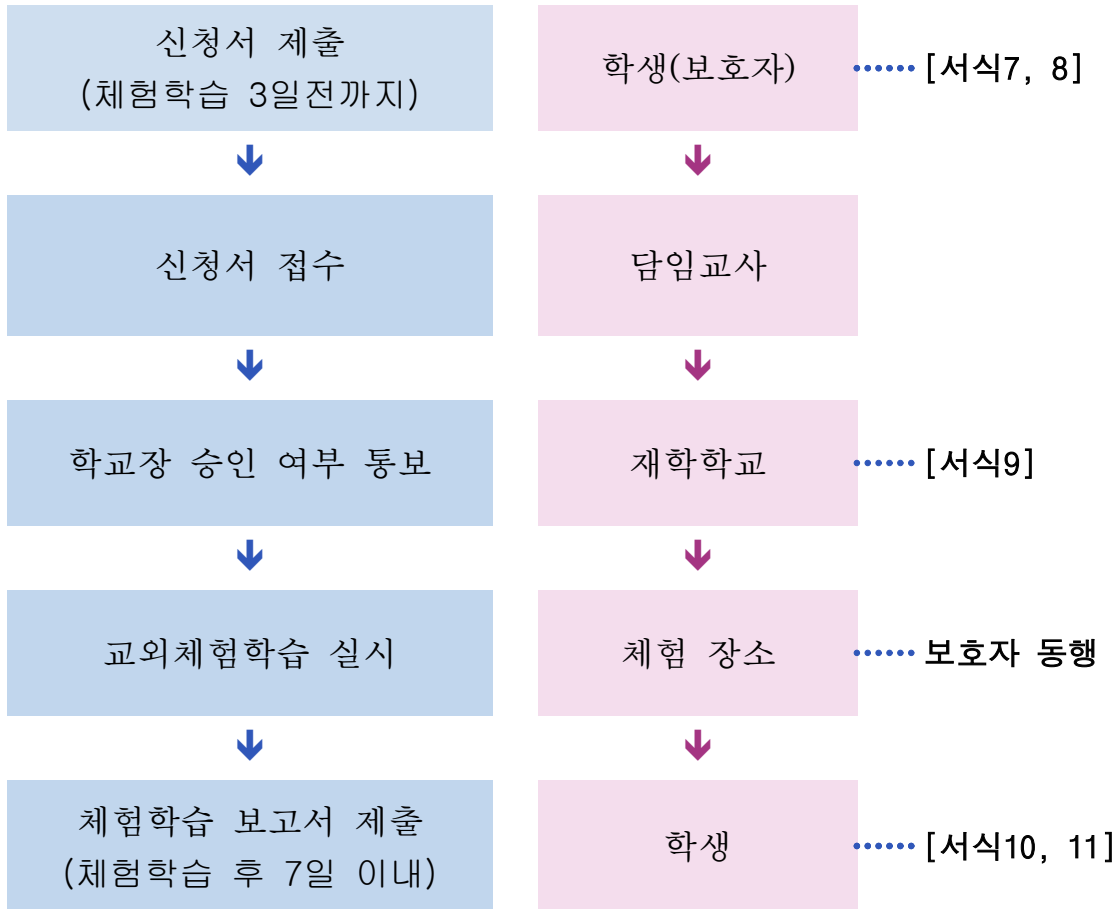 신청서 제출
(체험학습 3일전까지)
학생(보호자)
[서식7, 8]
신청서 접수
담임교사
학교장 승인 여부 통보
재학학교
[서식9]
교외체험학습 실시
체험 장소
보호자 동행
체험학습 보고서 제출
(체험학습 후 7일 이내)
학생
[서식10, 11]